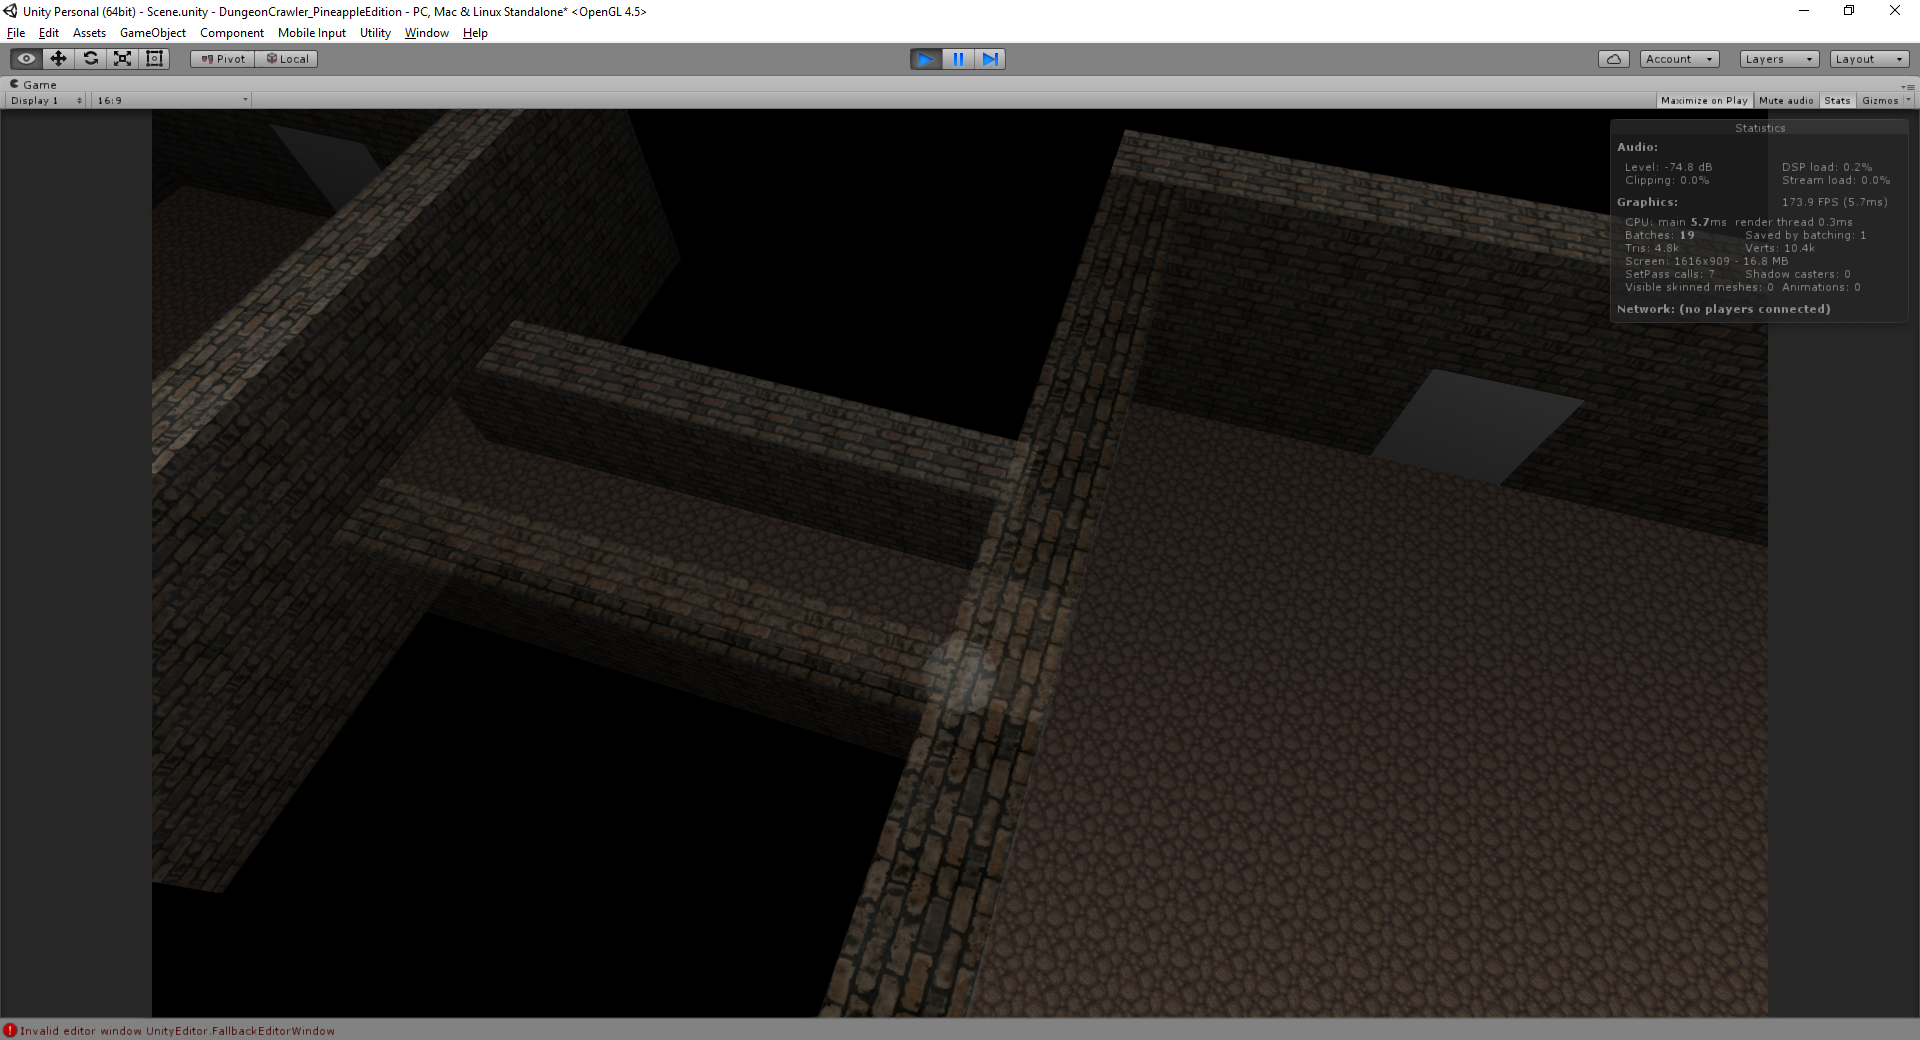 Unity Personal (64bit) - Scene.unity - DungeonCrawler_PineappleEdition - PC, Mac & Linux Standalone* <OpenGL 4.5>
File Edit Assets GameObject Component Mobile Input Utility Window Help
Pivot Local Account Layers Layout
Game
Display 1 16:9 Maximize on Play Mute audio Stats Gizmos
Statistics
Audio:
Level: -74.8 dB DSP load: 0.2%
Clipping: 0.0% Stream load: 0.0%
Graphics: 173.9 FPS (5.7ms)
CPU: main 5.7ms render thread 0.3ms
Batches: 19 Saved by batching: 1
Tris: 4.8k Verts: 10.4k
Screen: 1616x909 - 16.8 MB
SetPass calls: 7 Shadow casters: 0
Visible skinned meshes: 0 Animations: 0
Network: (no players connected)
Invalid editor window UnityEditor.FallbackEditorWindow